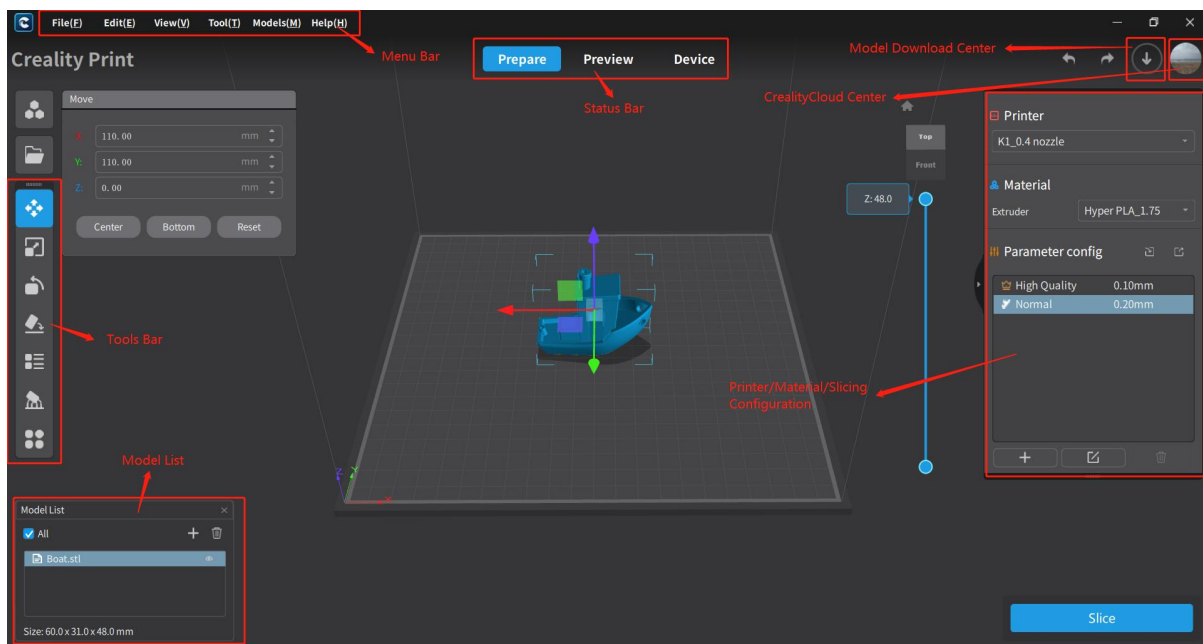 File(F) Edit(E) View(V) Tool(T) Models(M) Help(H)
Menu Bar
Model Download Center
Creality Print
Prepare Preview Device
Status Bar
CrealityCloud Center
Move
X: 110.00 mm
Y: 110.00 mm
Z: 0.00 mm
Center Bottom Reset
Top
Front
Z: 48.0
Printer
K1_0.4 nozzle
Material
Extruder Hyper PLA_1.75
Parameter config
High Quality 0.10mm
Normal 0.20mm
Tools Bar
Printer/Material/Slicing
Configuration
Model List
Z Y X
Model List
All
Boat.stl
Size: 60.0 x 31.0 x 48.0 mm
Slice